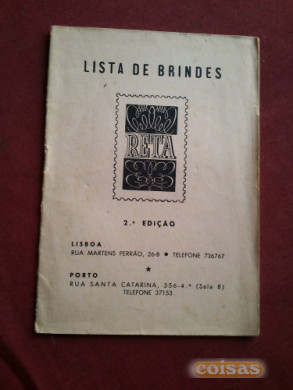 LISTA DE BRINDES
RETA
2.ª EDIÇÃO
LISBOA
RUA MARTENS FERRÃO, 26-B ● TELEFONE 736767
★
PORTO
RUA SANTA CATARINA, 356-4.º (Sala 8)
TELEFONE 37153
coisas